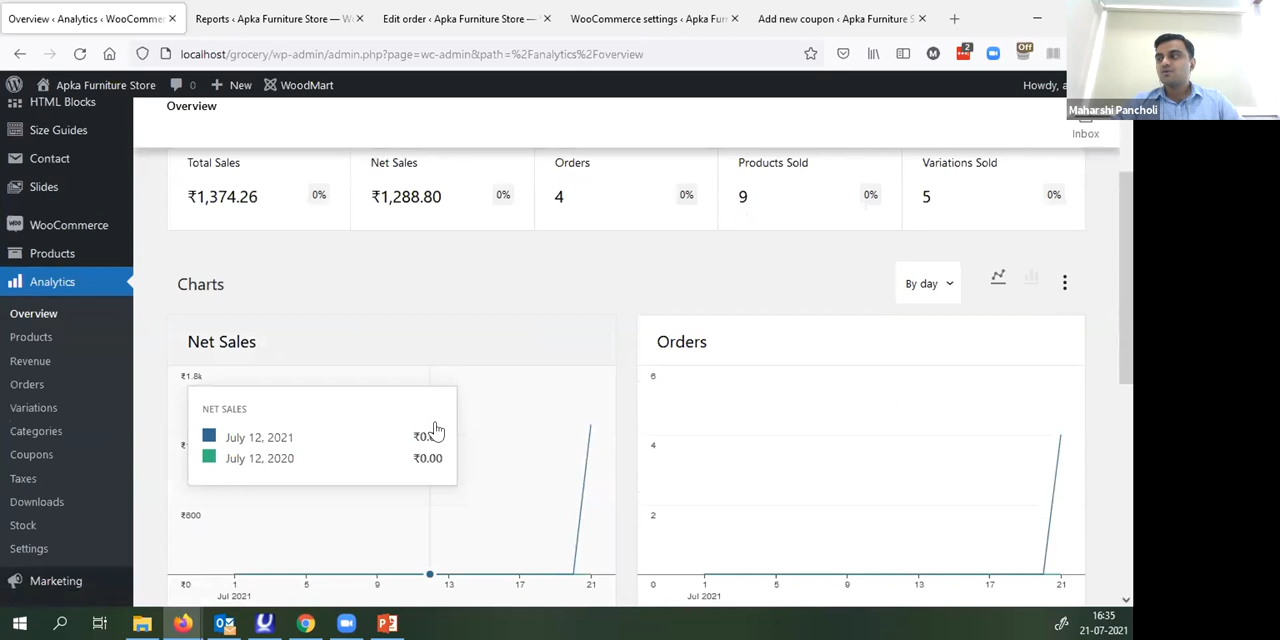 Overview ‹ Analytics ‹ WooCommer
Reports ‹ Apka Furniture Store — W
Edit order ‹ Apka Furniture Store —
WooCommerce settings ‹ Apka Fur
Add new coupon ‹ Apka Furniture S
localhost/grocery/wp-admin/admin.php?page=wc-admin&path=%2Fanalytics%2Foverview
2
Off
Apka Furniture Store
0
New
WoodMart
Howdy, a
Maharshi Pancholi
HTML Blocks
Size Guides
Contact
Slides
WooCommerce
Products
Analytics
Overview
Products
Revenue
Orders
Variations
Categories
Coupons
Taxes
Downloads
Stock
Settings
Marketing
Overview
Inbox
Total Sales
₹1,374.26
0%
Net Sales
₹1,288.80
0%
Orders
4
0%
Products Sold
9
0%
Variations Sold
5
0%
Charts
By day
Net Sales
₹1.8k
NET SALES
July 12, 2021
July 12, 2020 ₹0.00
₹600
₹0
1 5 9 13 17 21
Jul 2021
Orders
6
4
2
0
1 5 9 13 17 21
Jul 2021
16:35
21-07-2021